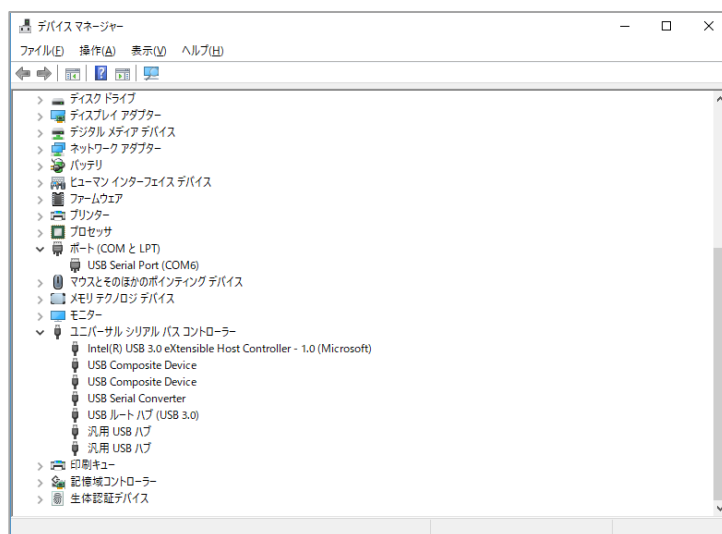 デバイス マネージャー
ファイル(F) 操作(A) 表示(V) ヘルプ(H)
ディスク ドライブ
ディスプレイ アダプター
デジタル メディア デバイス
ネットワーク アダプター
バッテリ
ヒューマン インターフェイス デバイス
ファームウェア
プリンター
プロセッサ
ポート (COM と LPT)
USB Serial Port (COM6)
マウスとそのほかのポインティング デバイス
メモリ テクノロジ デバイス
モニター
ユニバーサル シリアル バス コントローラー
Intel(R) USB 3.0 eXtensible Host Controller - 1.0 (Microsoft)
USB Composite Device
USB Composite Device
USB Serial Converter
USB ルート ハブ (USB 3.0)
汎用 USB ハブ
汎用 USB ハブ
印刷キュー
記憶域コントローラー
生体認証デバイス